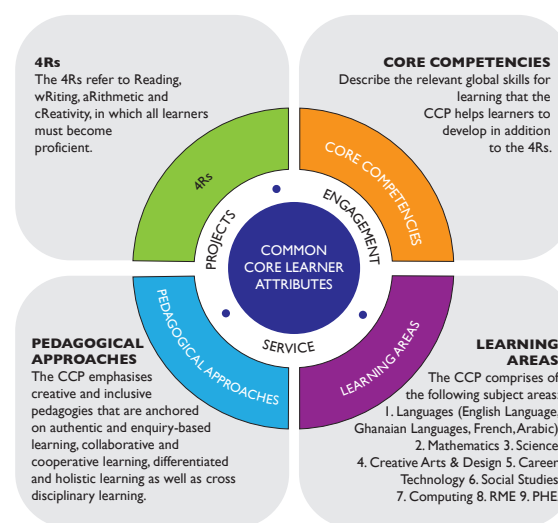 4Rs
The 4Rs refer to Reading,
wRiting, aRithmetic and
cReativity, in which all learners
must become
proficient.
CORE COMPETENCIES
Describe the relevant global skills for
learning that the
CCP helps learners to
develop in addition
to the 4Rs.
4Rs
CORE COMPETENCIES
PROJECTS
ENGAGEMENT
SERVICE
COMMON
CORE LEARNER
ATTRIBUTES
PEDAGOGICAL APPROACHES
LEARNING AREAS
PEDAGOGICAL
APPROACHES
The CCP emphasises
creative and inclusive
pedagogies that are anchored
on authentic and enquiry-based
learning, collaborative and
cooperative learning, differentiated
and holistic learning as well as cross
disciplinary learning.
LEARNING
AREAS
The CCP comprises of
the following subject areas:
1. Languages (English Language,
Ghanaian Languages, French, Arabic)
2. Mathematics 3. Science
4. Creative Arts & Design 5. Career
Technology 6. Social Studies
7. Computing 8. RME 9. PHE